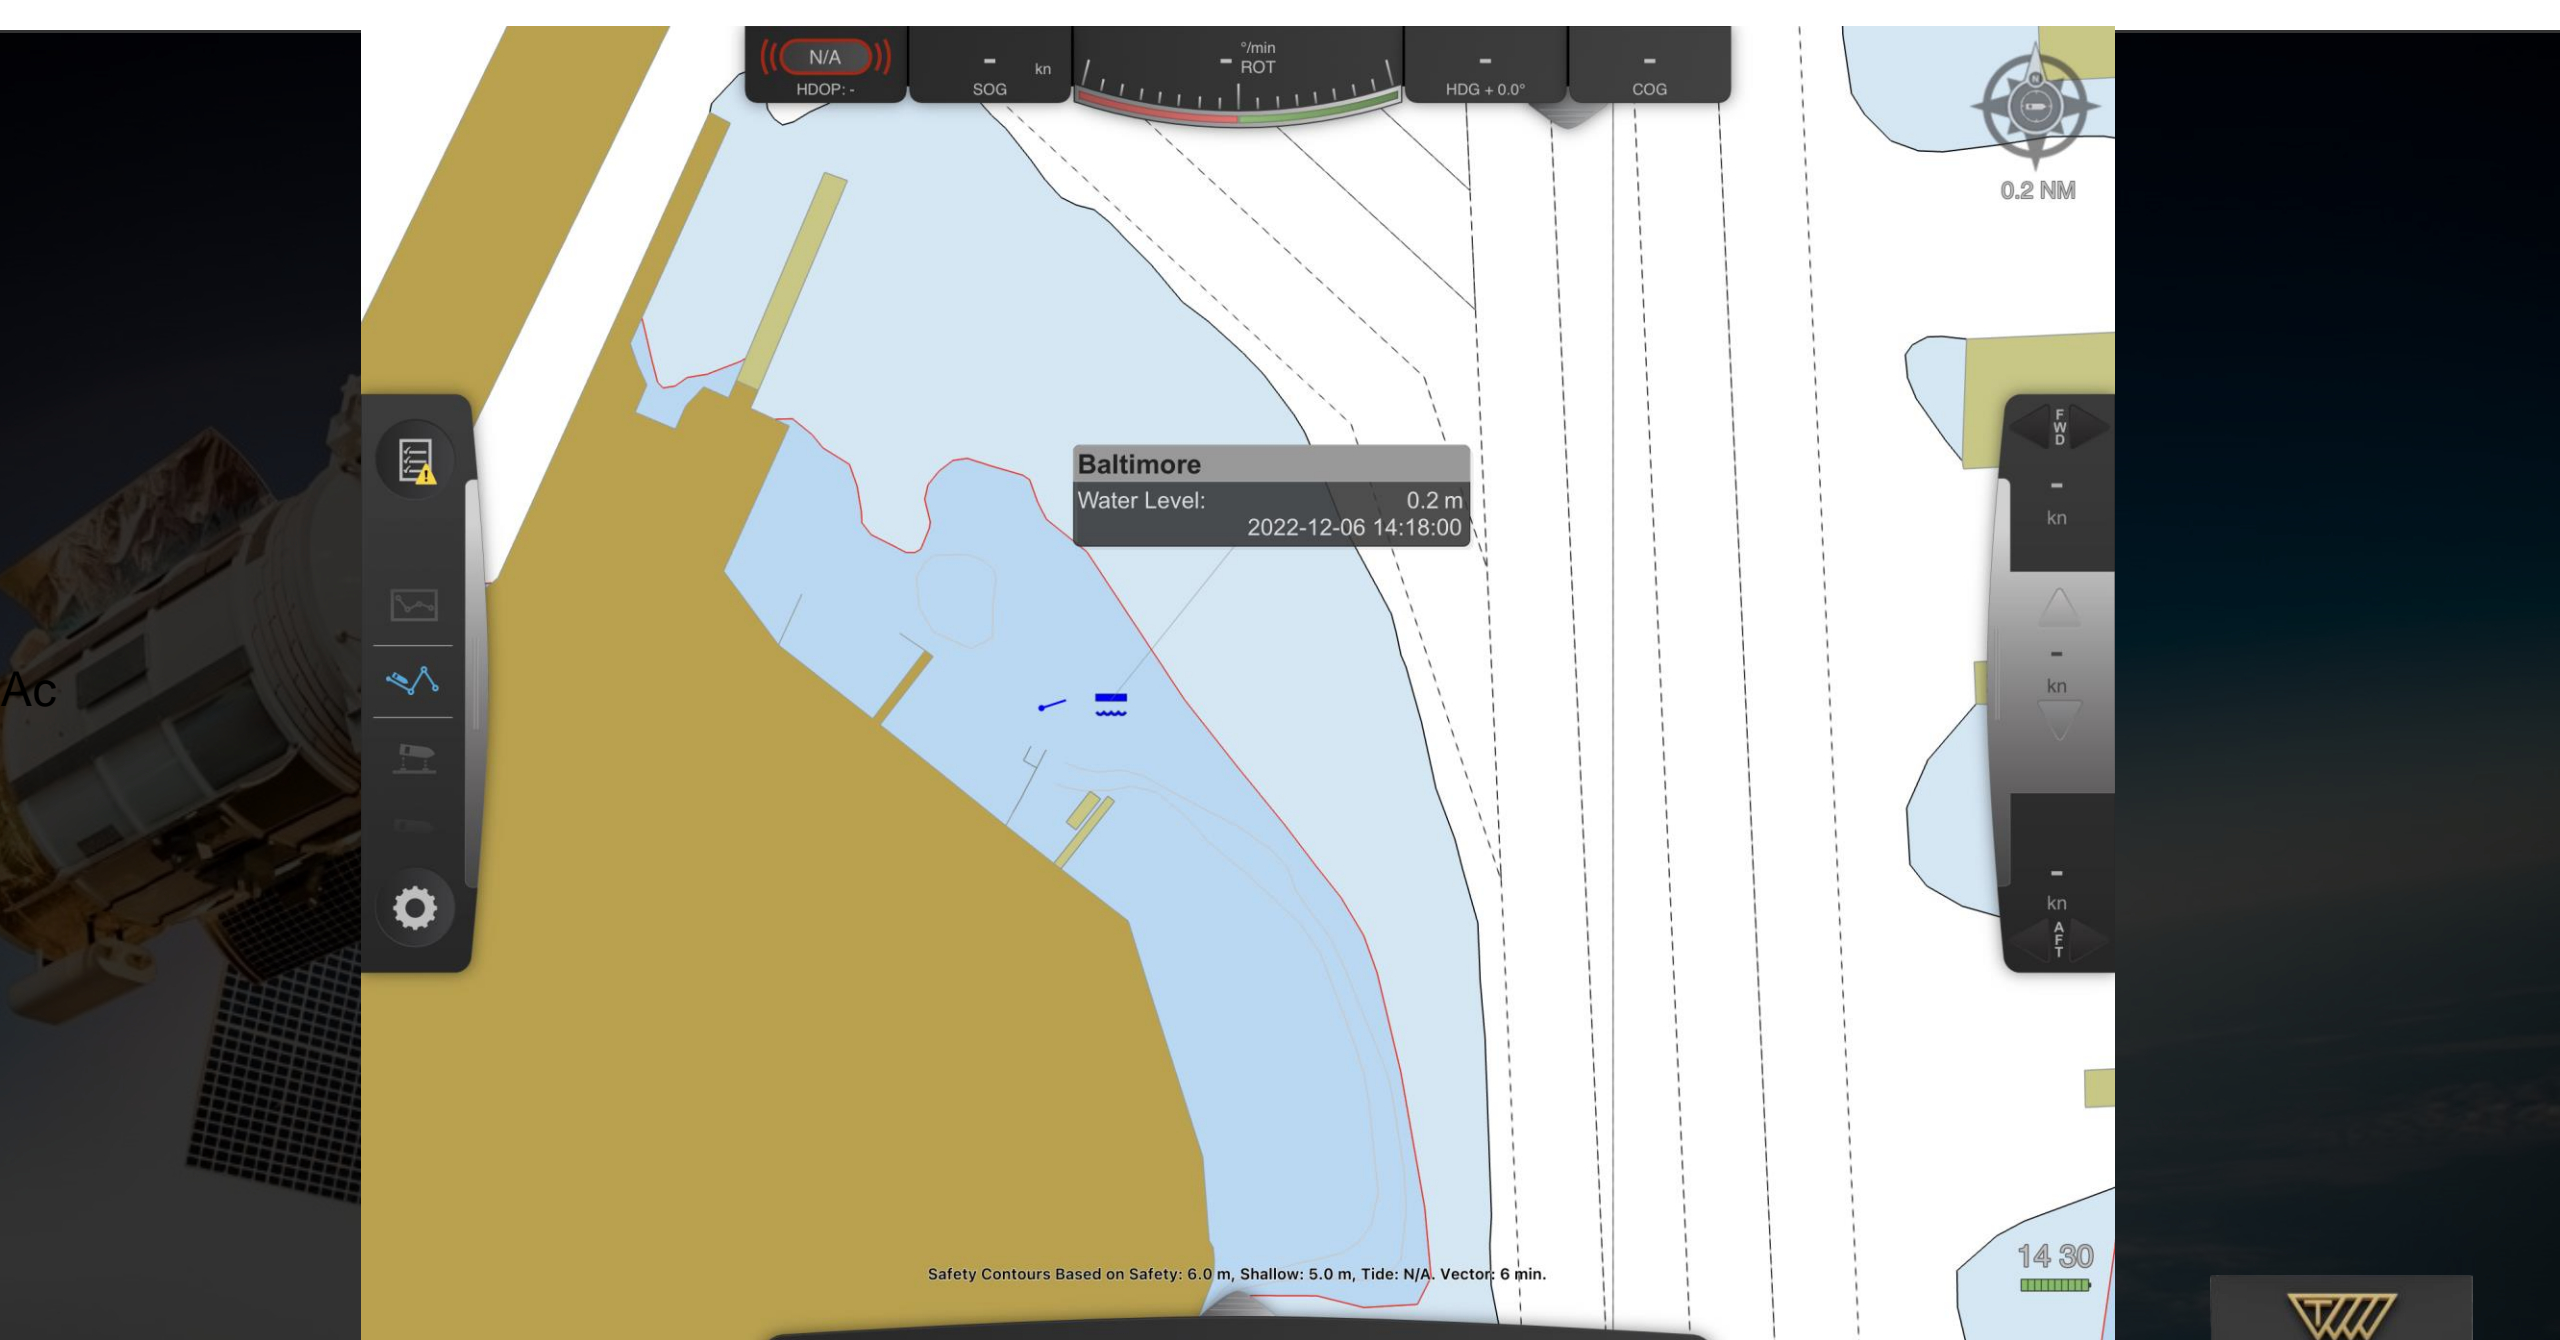 N/A
HDOP: -
-
kn
SOG
°/min
-
ROT
-
HDG + 0.0°
-
COG
N
0.2 NM
Baltimore
Water Level: 0.2 m
2022-12-06 14:18:00
F
W
D
-
kn
-
kn
-
kn
A
F
T
Ac
Safety Contours Based on Safety: 6.0 m, Shallow: 5.0 m, Tide: N/A. Vector: 6 min.
14 30